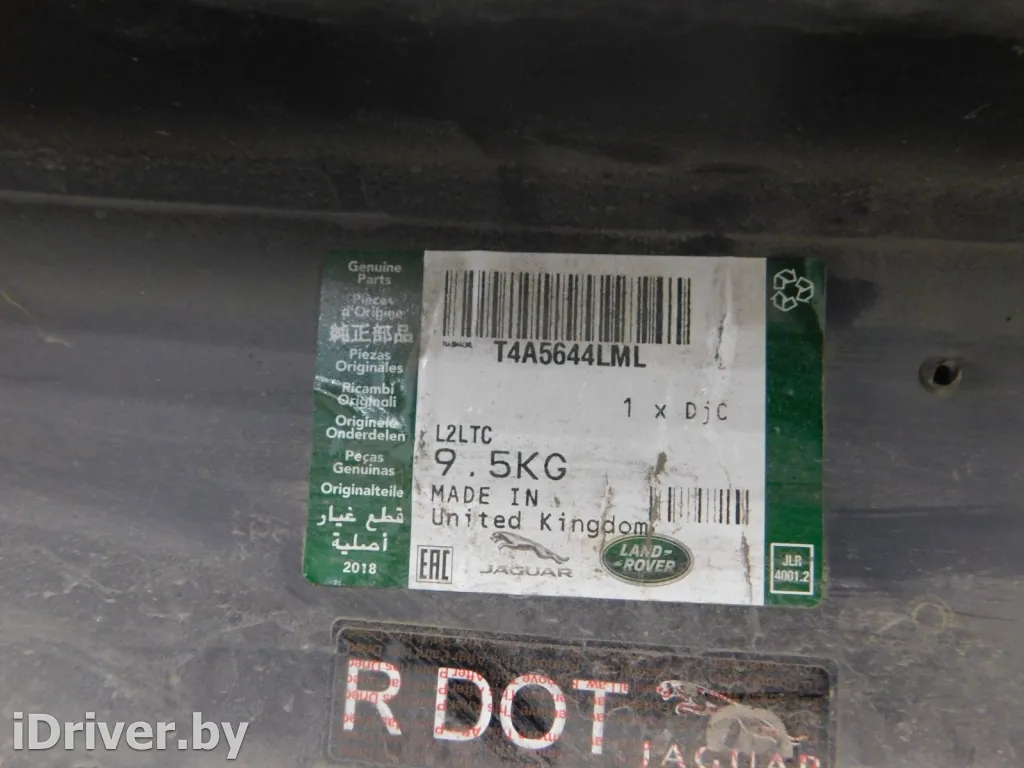 Genuine
Parts
Pièces
d'Origine
純正部品
Piezas
Originales
Ricambi
Originali
Originele
Onderdelen
Peças
Genuinas
Originalteile
قطع غيار
أصلية
2018
T4A5644LML
1 x DjC
L2LTC
9.5KG
MADE IN
United Kingdom
EAC
JAGUAR
LAND-
-ROVER
JLR
4001.2
R DOT
JAGUAR
iDriver.by